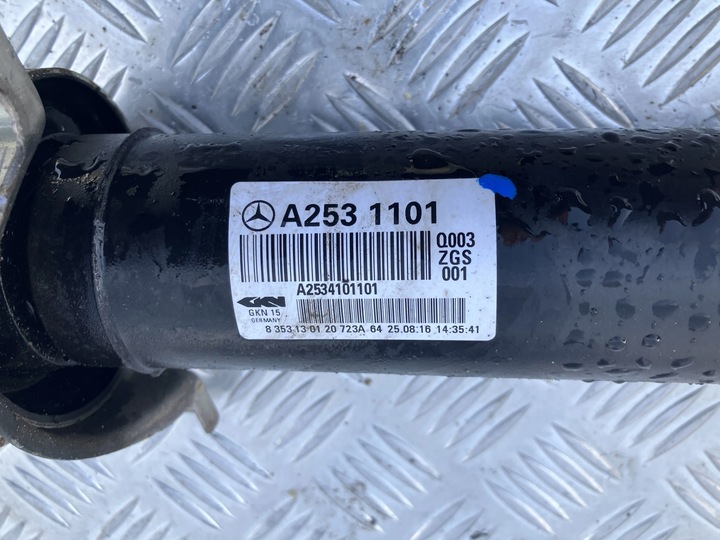 A253 1101
Q003
ZGS
001
A2534101101
GKN
GKN 15
GERMANY
8 353 13 01 20 723A 64 25.08.16 14:35:41